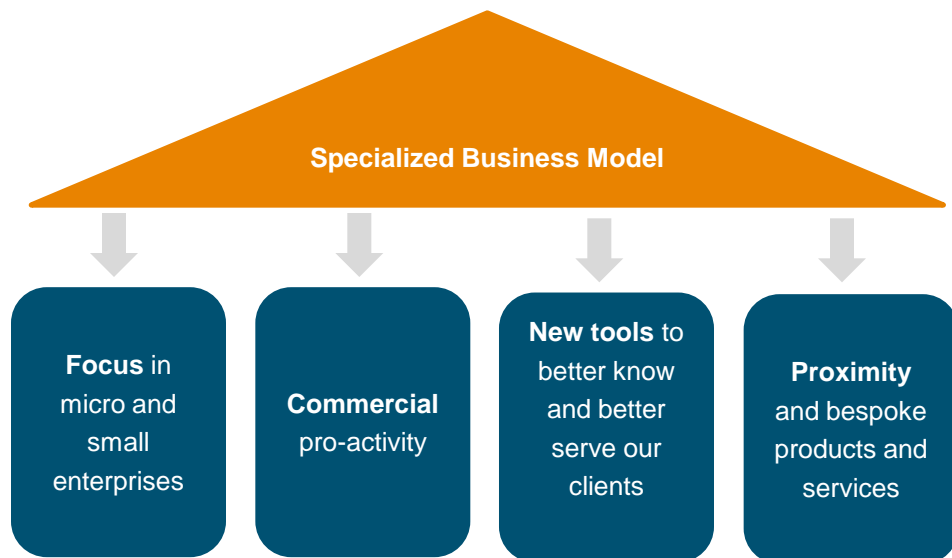 Specialized Business Model
Focus in
micro and
small
enterprises
Commercial
pro-activity
New tools to
better know
and better
serve our
clients
Proximity
and bespoke
products and
services